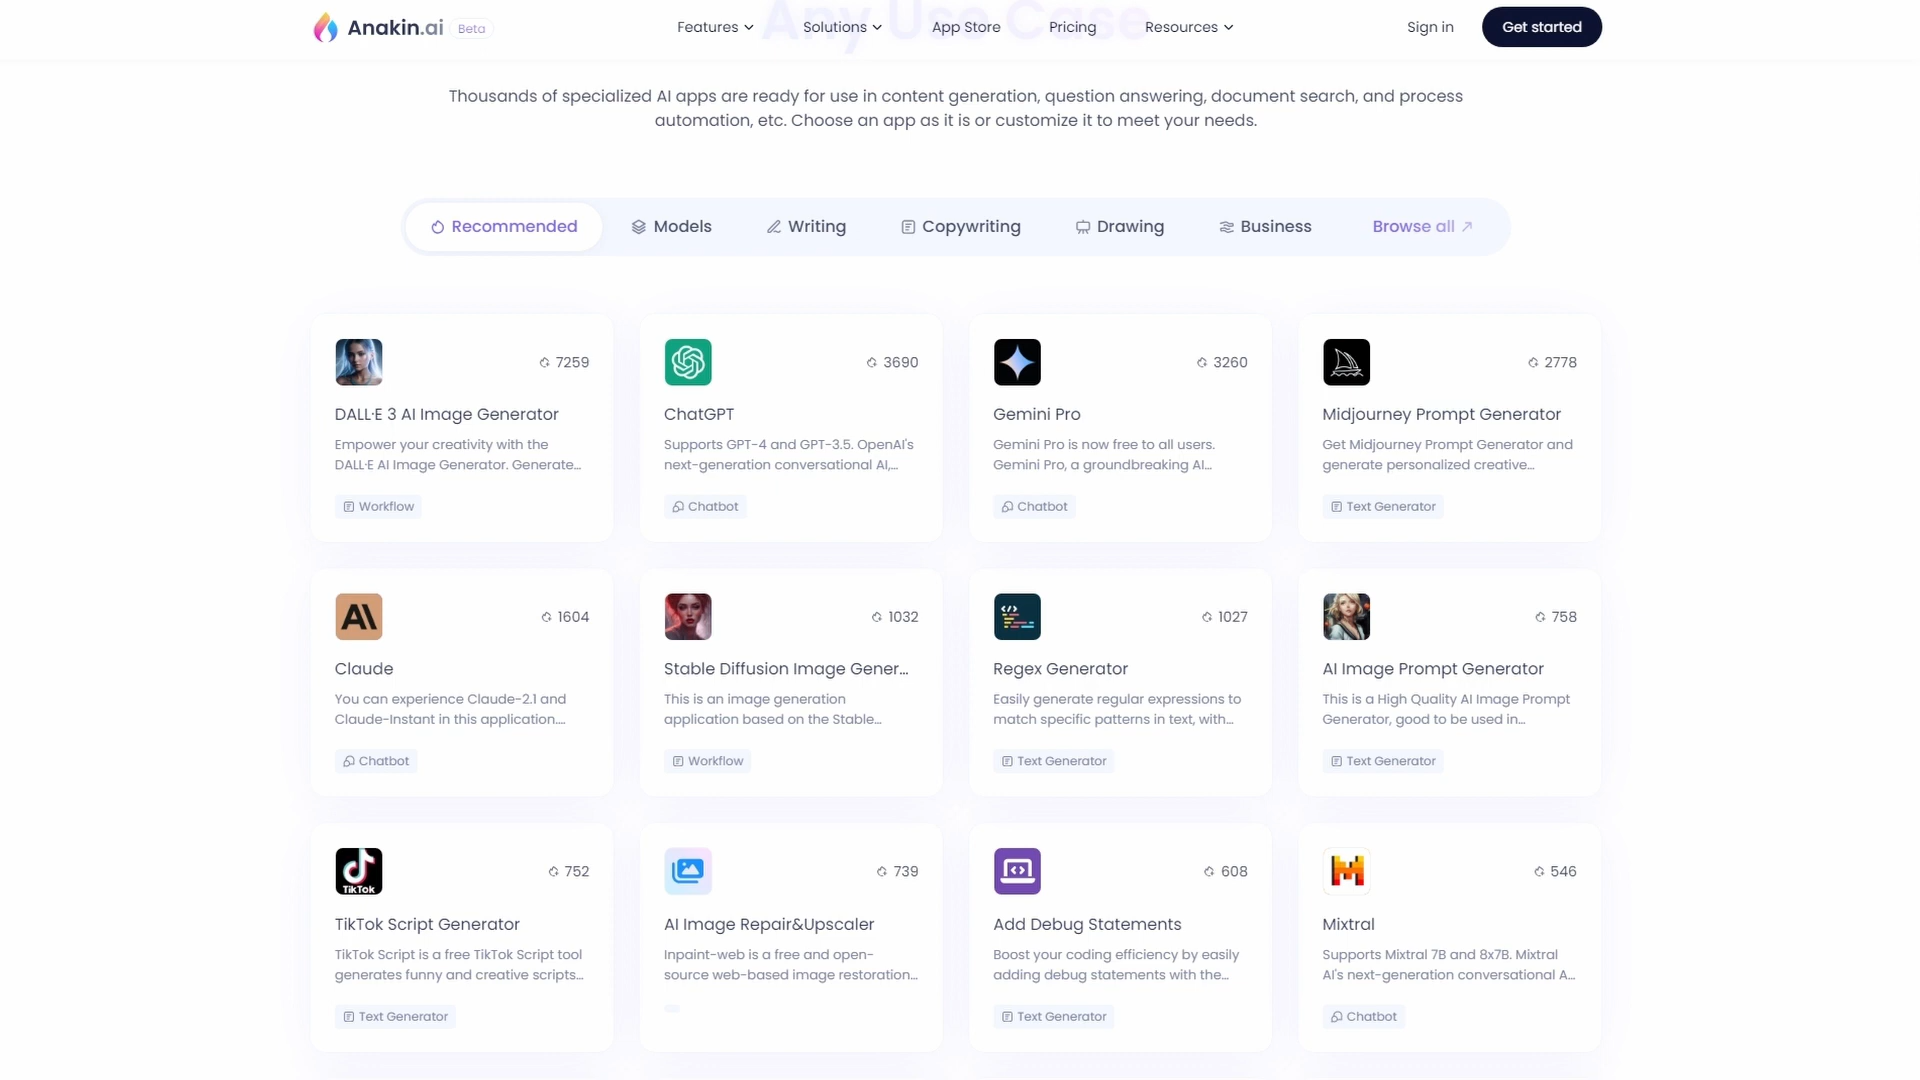 Anakin.ai Beta
Features
Solutions
App Store
Pricing
Resources
Sign in
Get started
Any Use Case
Thousands of specialized AI apps are ready for use in content generation, question answering, document search, and process
automation, etc. Choose an app as it is or customize it to meet your needs.
Recommended
Models
Writing
Copywriting
Drawing
Business
Browse all
7259
DALL·E 3 AI Image Generator
Empower your creativity with the
DALL·E AI Image Generator. Generate...
Workflow
3690
ChatGPT
Supports GPT-4 and GPT-3.5. OpenAI's
next-generation conversational AI,...
Chatbot
3260
Gemini Pro
Gemini Pro is now free to all users.
Gemini Pro, a groundbreaking AI...
Chatbot
2778
Midjourney Prompt Generator
Get Midjourney Prompt Generator and
generate personalized creative...
Text Generator
AI
1604
Claude
You can experience Claude-2.1 and
Claude-Instant in this application....
Chatbot
1032
Stable Diffusion Image Gener...
This is an image generation
application based on the Stable...
Workflow
1027
Regex Generator
Easily generate regular expressions to
match specific patterns in text, with...
Text Generator
758
AI Image Prompt Generator
This is a High Quality AI Image Prompt
Generator, good to be used in...
Text Generator
TikTok
752
TikTok Script Generator
TikTok Script is a free TikTok Script tool
generates funny and creative scripts...
Text Generator
739
AI Image Repair&Upscaler
Inpaint-web is a free and open-
source web-based image restoration...
608
Add Debug Statements
Boost your coding efficiency by easily
adding debug statements with the...
Text Generator
546
Mixtral
Supports Mixtral 7B and 8x7B. Mixtral
AI's next-generation conversational A...
Chatbot